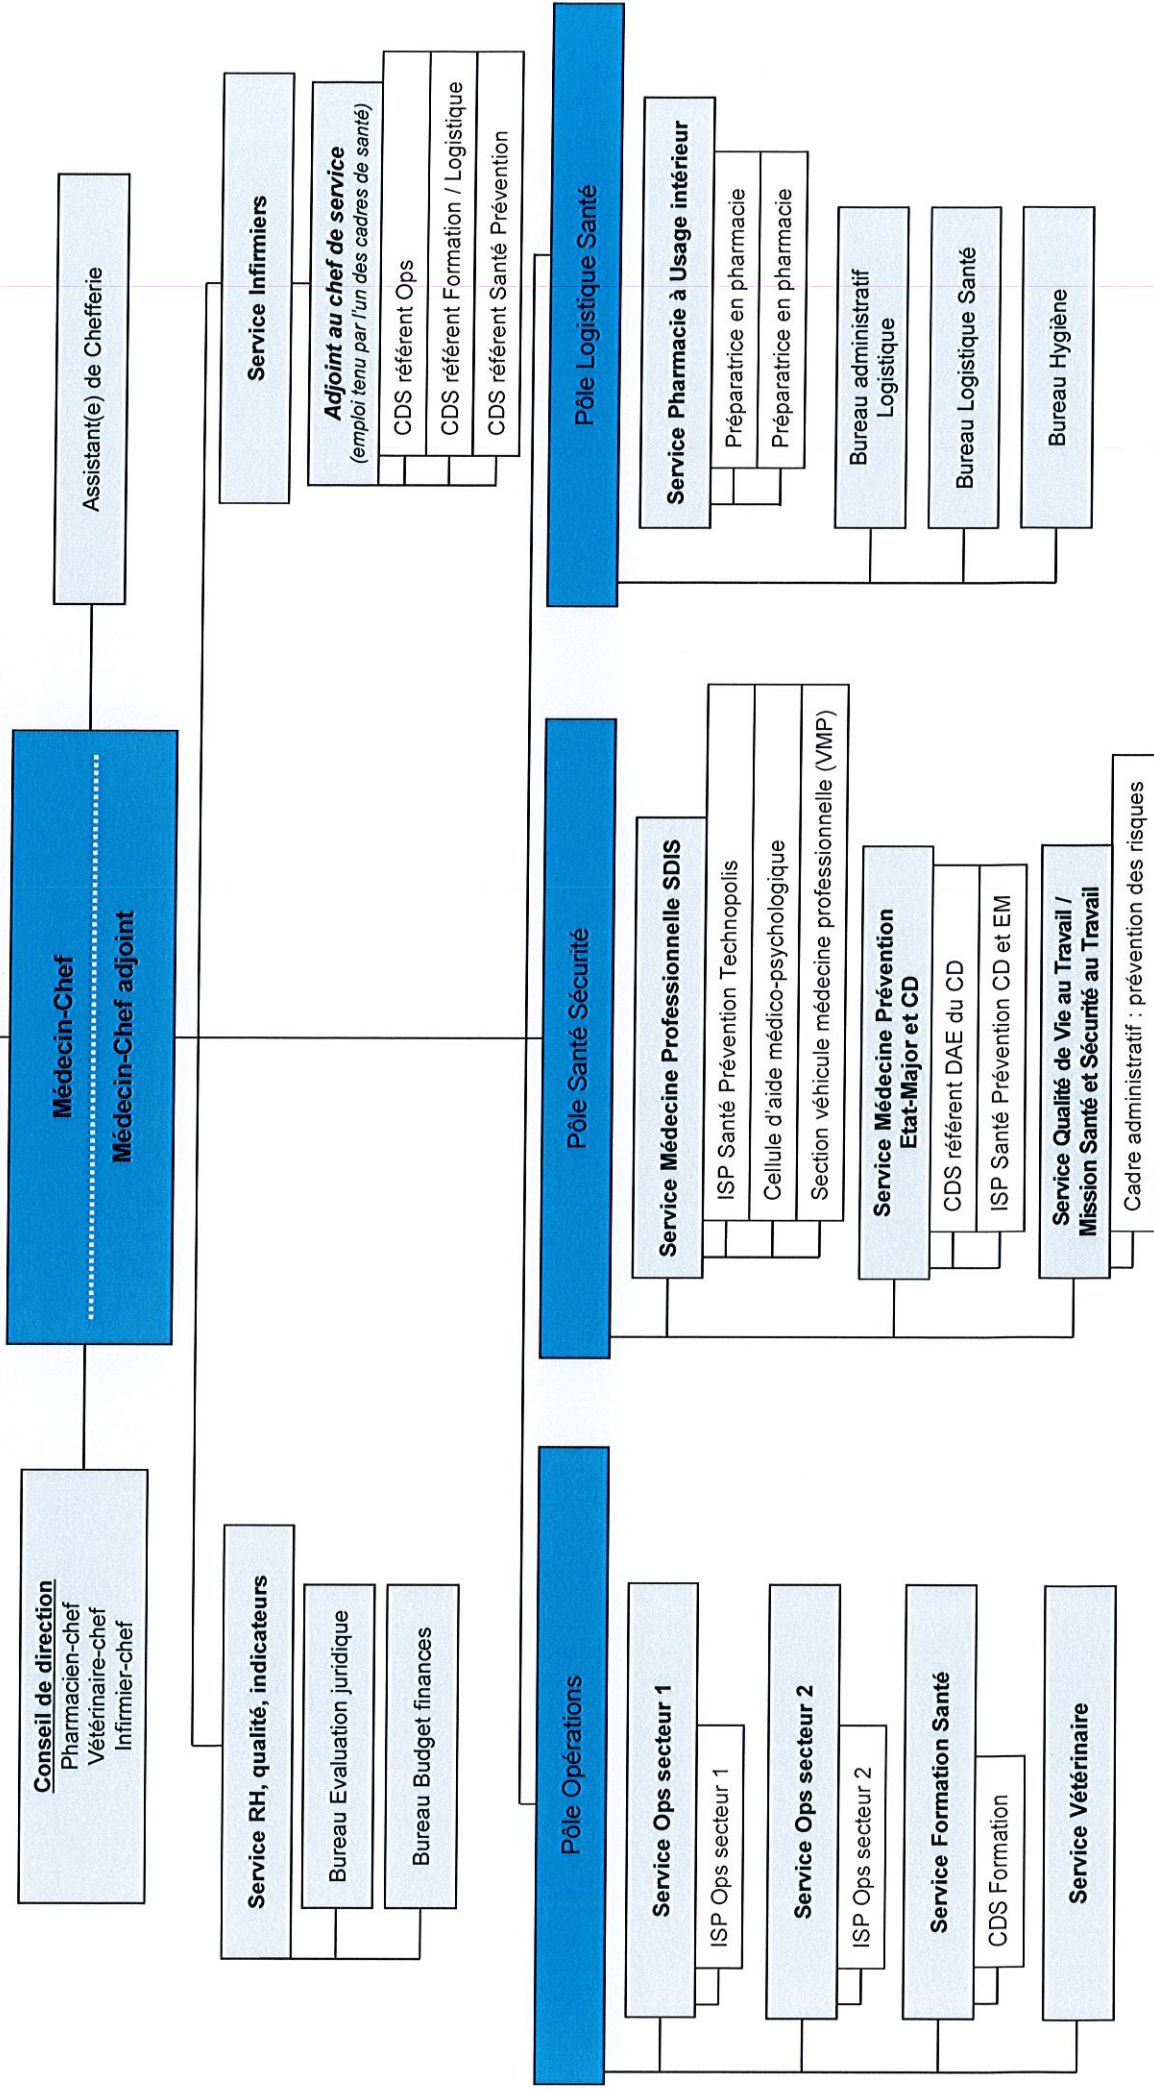 Médecin-Chef
Médecin-Chef adjoint
Conseil de direction
Pharmacien-chef
Vétérinaire-chef
Infirmier-chef
Assistant(e) de Chefferie
Service RH, qualité, indicateurs
Bureau Evaluation juridique
Bureau Budget finances
Service Infirmiers
Adjoint au chef de service
(emploi tenu par l'un des cadres de santé)
CDS référent Ops
CDS référent Formation / Logistique
CDS référent Santé Prévention
Pôle Opérations
Service Ops secteur 1
ISP Ops secteur 1
Service Ops secteur 2
ISP Ops secteur 2
Service Formation Santé
CDS Formation
Service Vétérinaire
Pôle Santé Sécurité
Service Médecine Professionnelle SDIS
ISP Santé Prévention Technopolis
Cellule d'aide médico-psychologique
Section véhicule médecine professionnelle (VMP)
Service Médecine Prévention
Etat-Major et CD
CDS référent DAE du CD
ISP Santé Prévention CD et EM
Service Qualité de Vie au Travail /
Mission Santé et Sécurité au Travail
Cadre administratif : prévention des risques
Pôle Logistique Santé
Service Pharmacie à Usage intérieur
Préparatrice en pharmacie
Préparatrice en pharmacie
Bureau administratif
Logistique
Bureau Logistique Santé
Bureau Hygiène